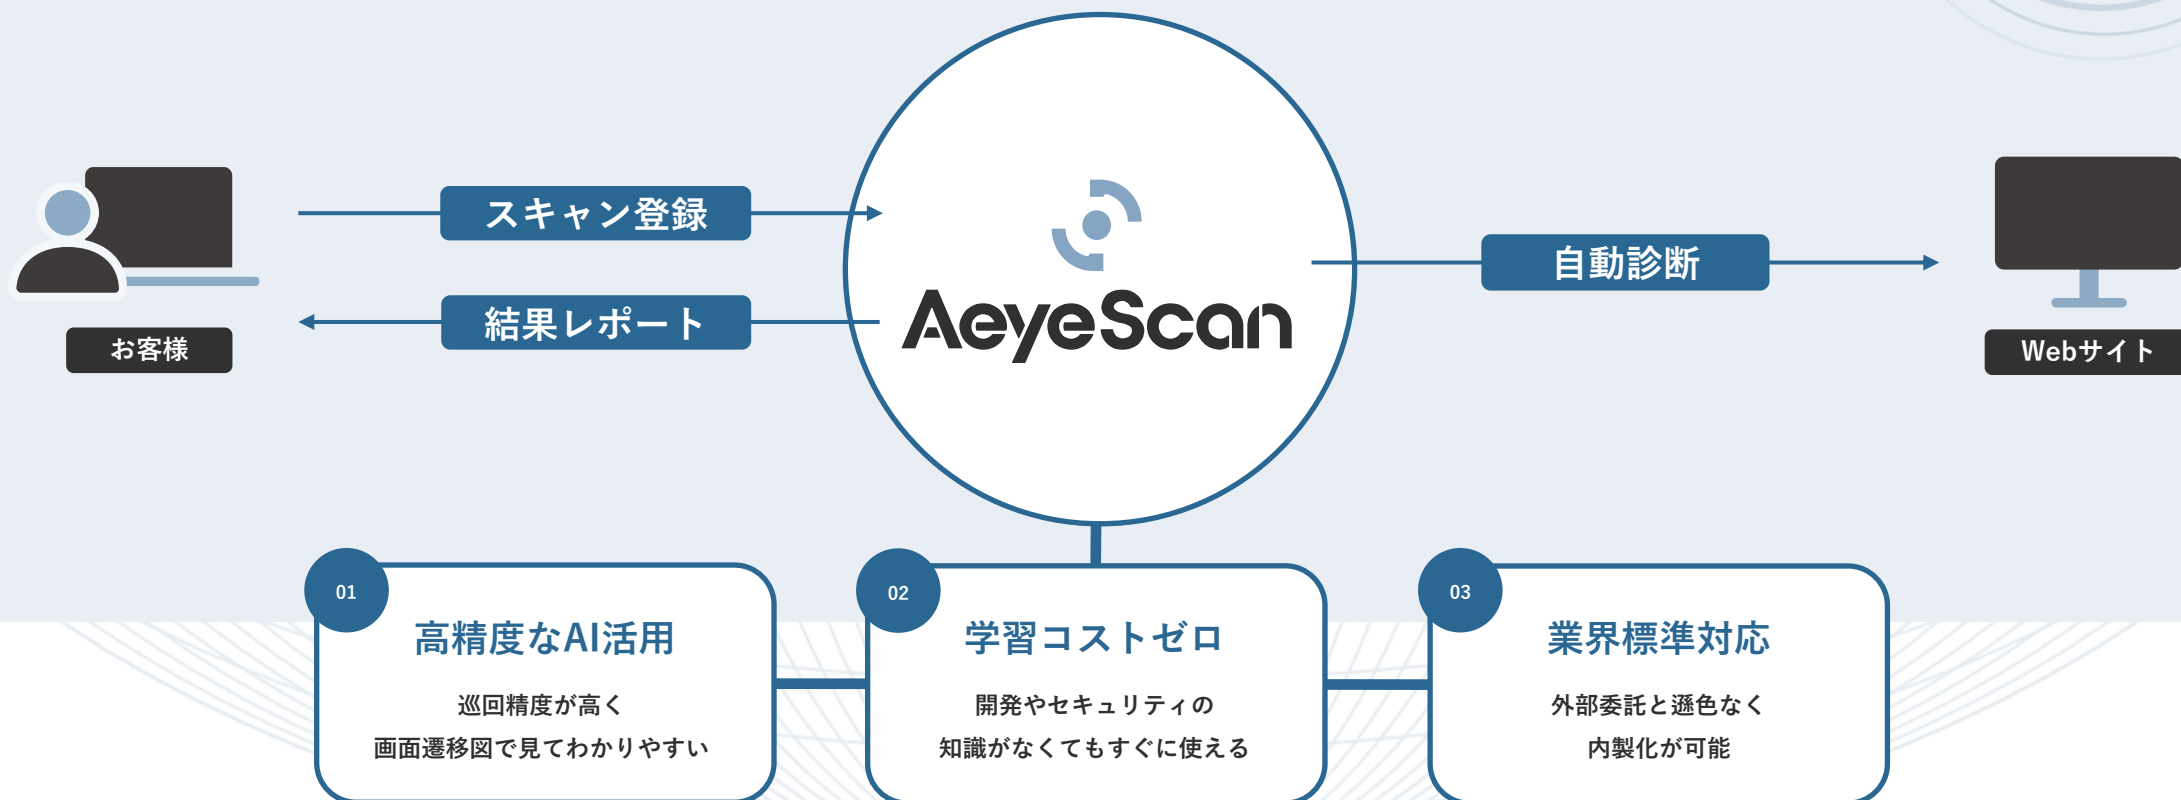 スキャン登録
結果レポート
お客様
AeyeScan
自動診断
Webサイト
01
高精度なAI活用
巡回精度が高く
画面遷移図で見てわかりやすい
02
学習コストゼロ
開発やセキュリティの
知識がなくてもすぐに使える
03
業界標準対応
外部委託と遜色なく
内製化が可能